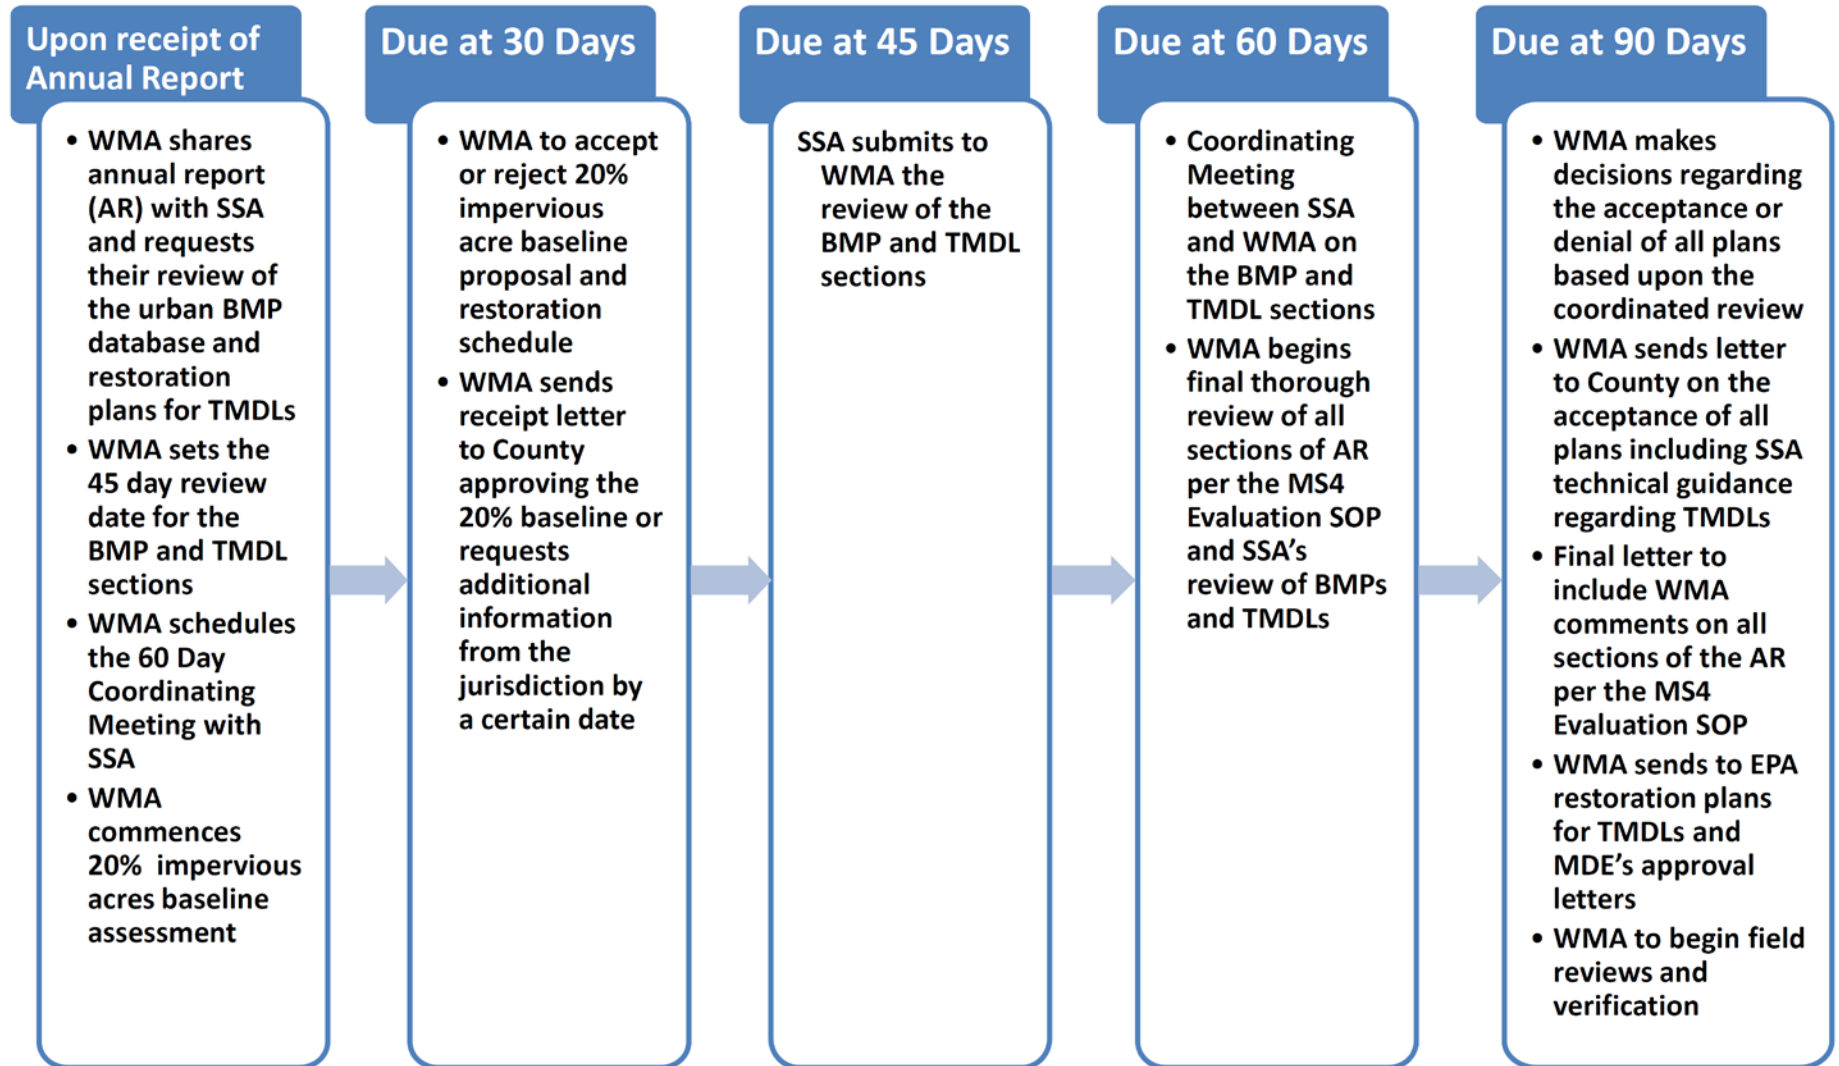 Upon receipt of
Annual Report
• WMA shares
annual report
(AR) with SSA
and requests
their review of
the urban BMP
database and
restoration
plans for TMDLs
• WMA sets the
45 day review
date for the
BMP and TMDL
sections
• WMA schedules
the 60 Day
Coordinating
Meeting with
SSA
• WMA
commences
20% impervious
acres baseline
assessment
Due at 30 Days
• WMA to accept
or reject 20%
impervious
acre baseline
proposal and
restoration
schedule
• WMA sends
receipt letter
to County
approving the
20% baseline or
requests
additional
information
from the
jurisdiction by
a certain date
Due at 45 Days
SSA submits to
WMA the
review of the
BMP and TMDL
sections
Due at 60 Days
• Coordinating
Meeting
between SSA
and WMA on
the BMP and
TMDL sections
• WMA begins
final thorough
review of all
sections of AR
per the MS4
Evaluation SOP
and SSA’s
review of BMPs
and TMDLs
Due at 90 Days
• WMA makes
decisions regarding
the acceptance or
denial of all plans
based upon the
coordinated review
• WMA sends letter
to County on the
acceptance of all
plans including SSA
technical guidance
regarding TMDLs
• Final letter to
include WMA
comments on all
sections of the AR
per the MS4
Evaluation SOP
• WMA sends to EPA
restoration plans
for TMDLs and
MDE’s approval
letters
• WMA to begin field
reviews and
verification